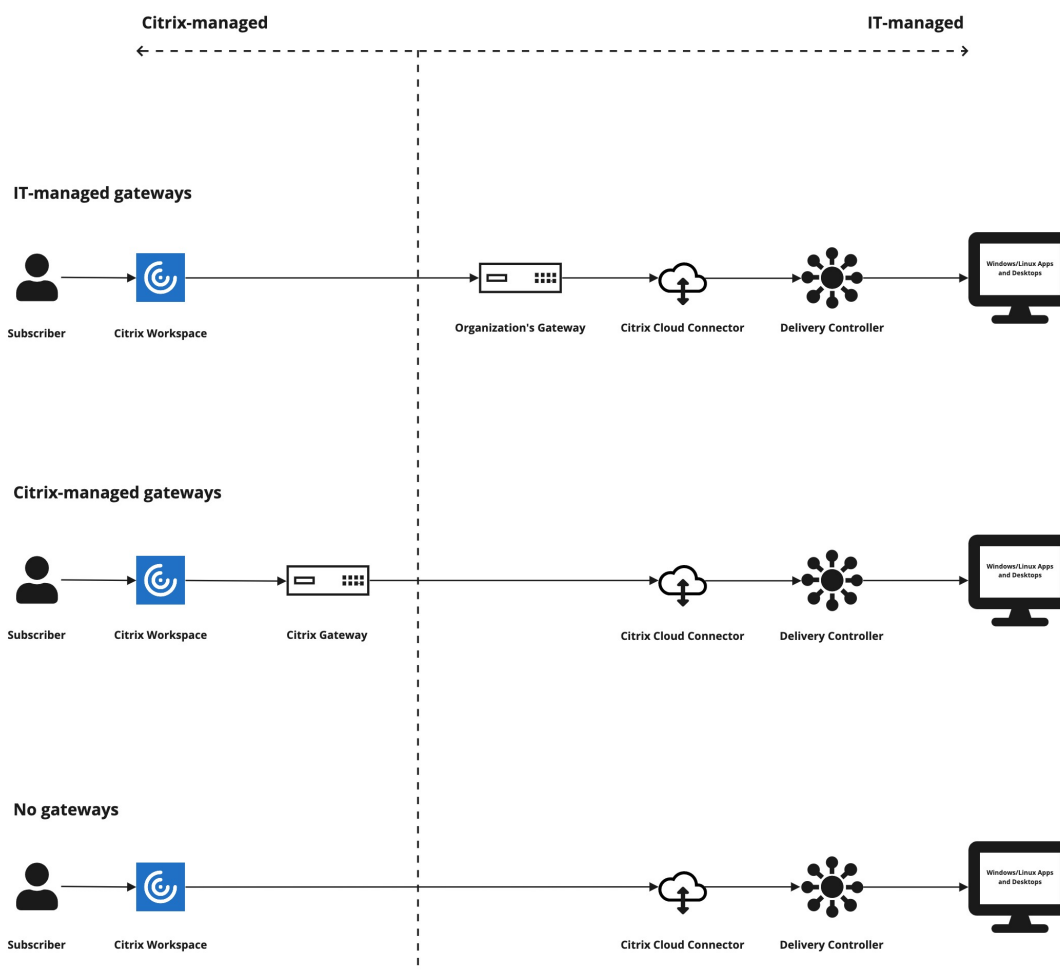 Citrix-managed
IT-managed
IT-managed gateways
Windows/Linux Apps
and Desktops
Subscriber
Citrix Workspace
Organization's Gateway
Citrix Cloud Connector
Delivery Controller
Citrix-managed gateways
Windows/Linux Apps
and Desktops
Subscriber
Citrix Workspace
Citrix Gateway
Citrix Cloud Connector
Delivery Controller
No gateways
Windows/Linux Apps
and Desktops
Subscriber
Citrix Workspace
Citrix Cloud Connector
Delivery Controller